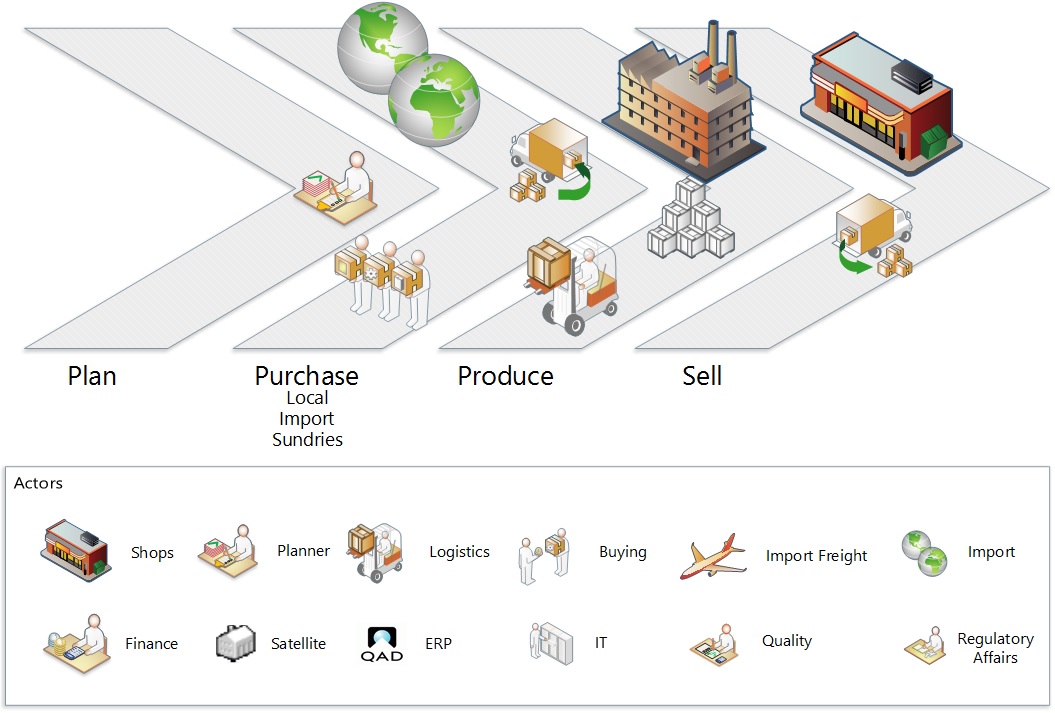 Plan
Purchase
Local
Import
Sundries
Produce
Sell
Actors
Shops
Planner
Logistics
Buying
Import Freight
Import
Finance
Satellite
QAD
ERP
IT
Quality
Regulatory
Affairs